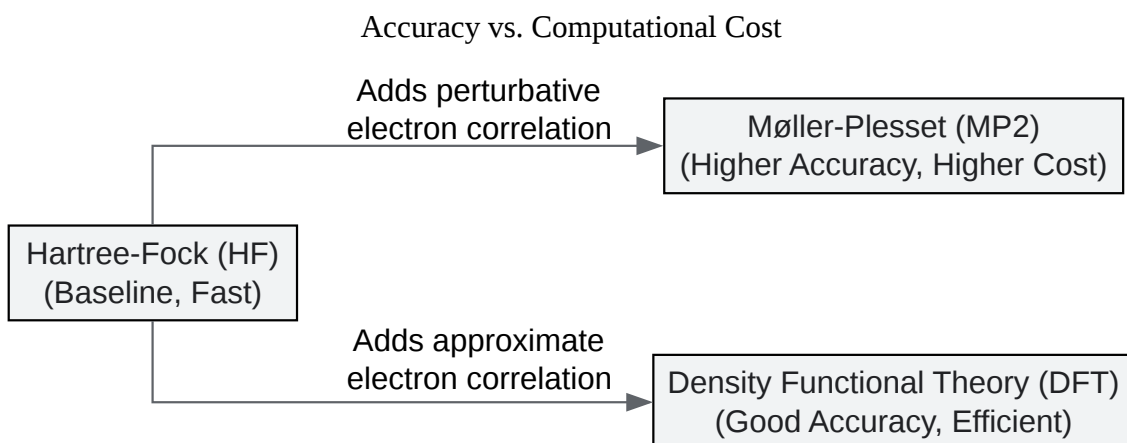 Accuracy vs. Computational Cost
Adds perturbative
electron correlation
Møller-Plesset (MP2)
(Higher Accuracy, Higher Cost)
Hartree-Fock (HF)
(Baseline, Fast)
Adds approximate
electron correlation
Density Functional Theory (DFT)
(Good Accuracy, Efficient)